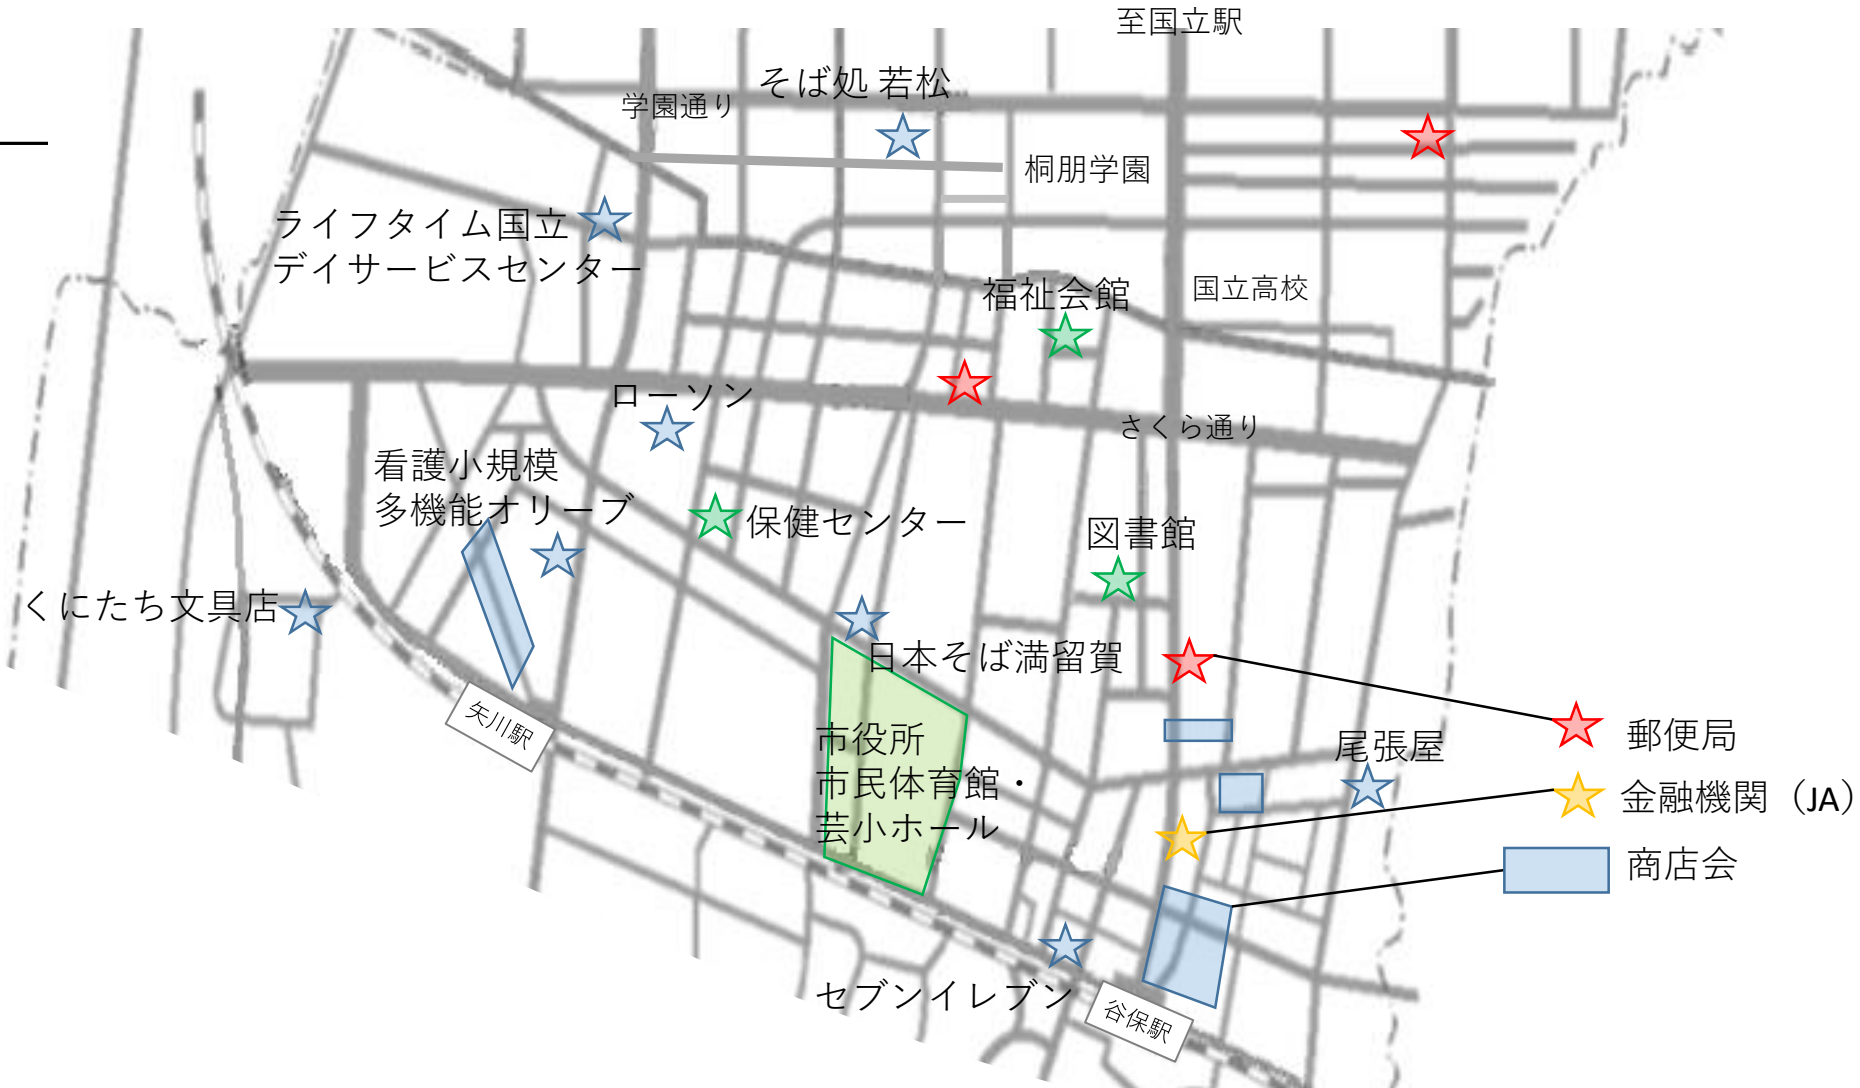 至国立駅
そば処 若松
学園通り
桐朋学園
ライフタイム国立
デイサービスセンター
福祉会館
国立高校
ローソン
さくら通り
看護小規模
多機能オリーブ
保健センター
図書館
くにたち文具店
日本そば満留賀
矢川駅
市役所
市民体育館・
芸小ホール
尾張屋
郵便局
金融機関（JA）
商店会
セブンイレブン
谷保駅